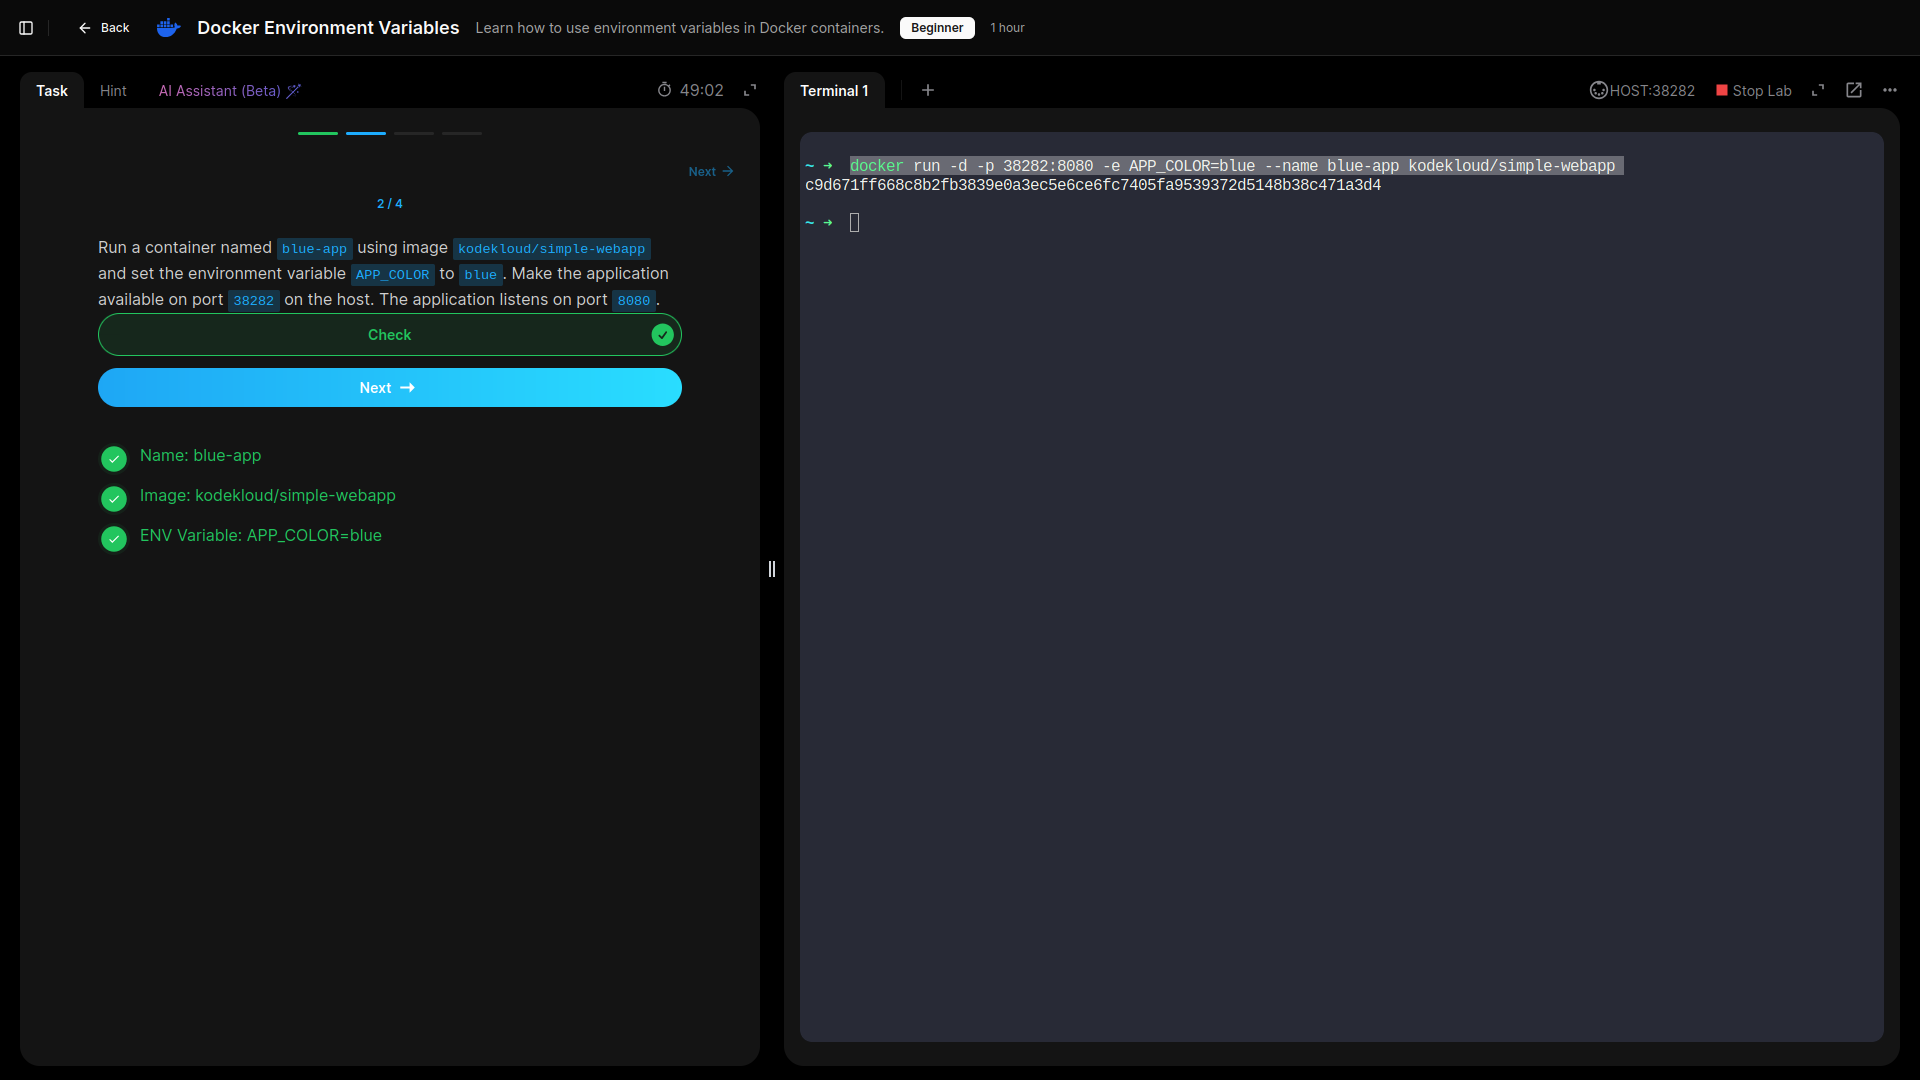 Back Docker Environment Variables Learn how to use environment variables in Docker containers. Beginner 1 hour
Task Hint AI Assistant (Beta) 49:02
Next
2 / 4
Run a container named blue-app using image kodekloud/simple-webapp
and set the environment variable APP_COLOR to blue. Make the application
available on port 38282 on the host. The application listens on port 8080.
Check
Next
Name: blue-app
Image: kodekloud/simple-webapp
ENV Variable: APP_COLOR=blue
Terminal 1 + HOST:38282 Stop Lab
~ ➜ docker run -d -p 38282:8080 -e APP_COLOR=blue --name blue-app kodekloud/simple-webapp
c9d671ff668c8b2fb3839e0a3ec5e6ce6fc7405fa9539372d5148b38c471a3d4
~ ➜